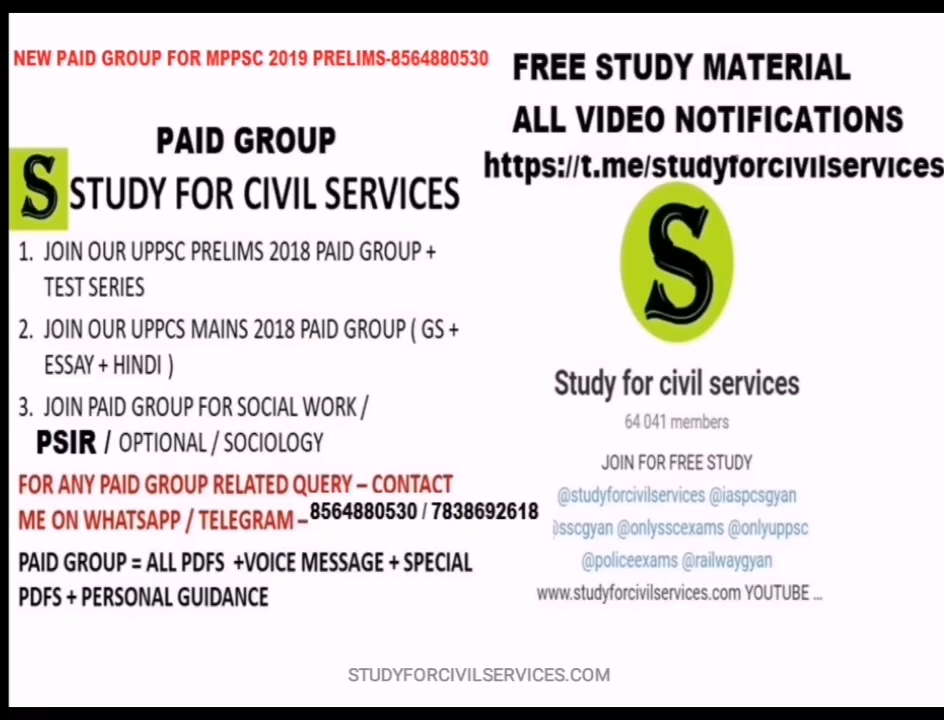 NEW PAID GROUP FOR MPPSC 2019 PRELIMS-8564880530
PAID GROUP
S
STUDY FOR CIVIL SERVICES
1. JOIN OUR UPPSC PRELIMS 2018 PAID GROUP +
TEST SERIES
2. JOIN OUR UPPCS MAINS 2018 PAID GROUP ( GS +
ESSAY + HINDI )
3. JOIN PAID GROUP FOR SOCIAL WORK /
PSIR / OPTIONAL / SOCIOLOGY
FOR ANY PAID GROUP RELATED QUERY – CONTACT
ME ON WHATSAPP / TELEGRAM – 8564880530 / 7838692618
PAID GROUP = ALL PDFS +VOICE MESSAGE + SPECIAL
PDFS + PERSONAL GUIDANCE
FREE STUDY MATERIAL
ALL VIDEO NOTIFICATIONS
https://t.me/studyforcivilservices
S
Study for civil services
64 041 members
JOIN FOR FREE STUDY
@studyforcivilservices @iaspcsgyan
@sscgyan @onlysscexams @onlyuppsc
@policeexams @railwaygyan
www.studyforcivilservices.com YOUTUBE ...
STUDYFORCIVILSERVICES.COM